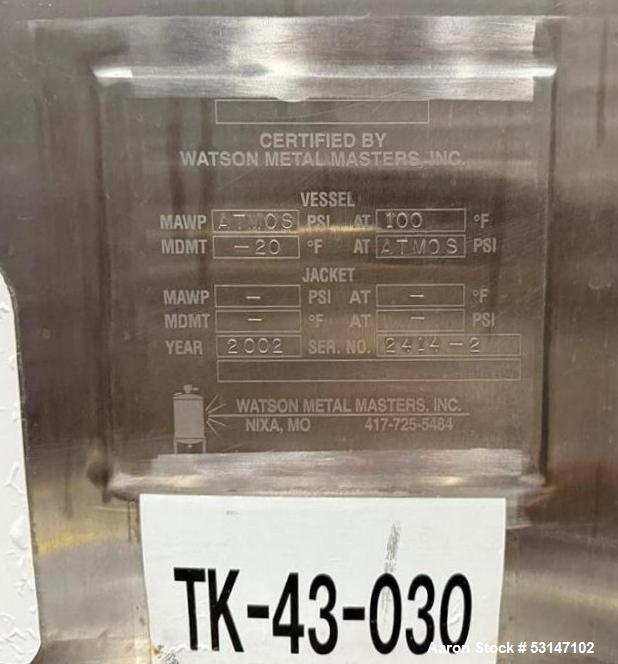 CERTIFIED BY
WATSON METAL MASTERS, INC.
VESSEL
MAWP ATMOS PSI AT 100 °F
MDMT -20 °F AT ATMOS PSI
JACKET
MAWP - PSI AT - °F
MDMT - °F AT - PSI
YEAR 2002 SER. NO. 2414-2
WATSON METAL MASTERS, INC.
NIXA, MO 417-725-5484
TK-43-030
Aaron Stock # 53147102